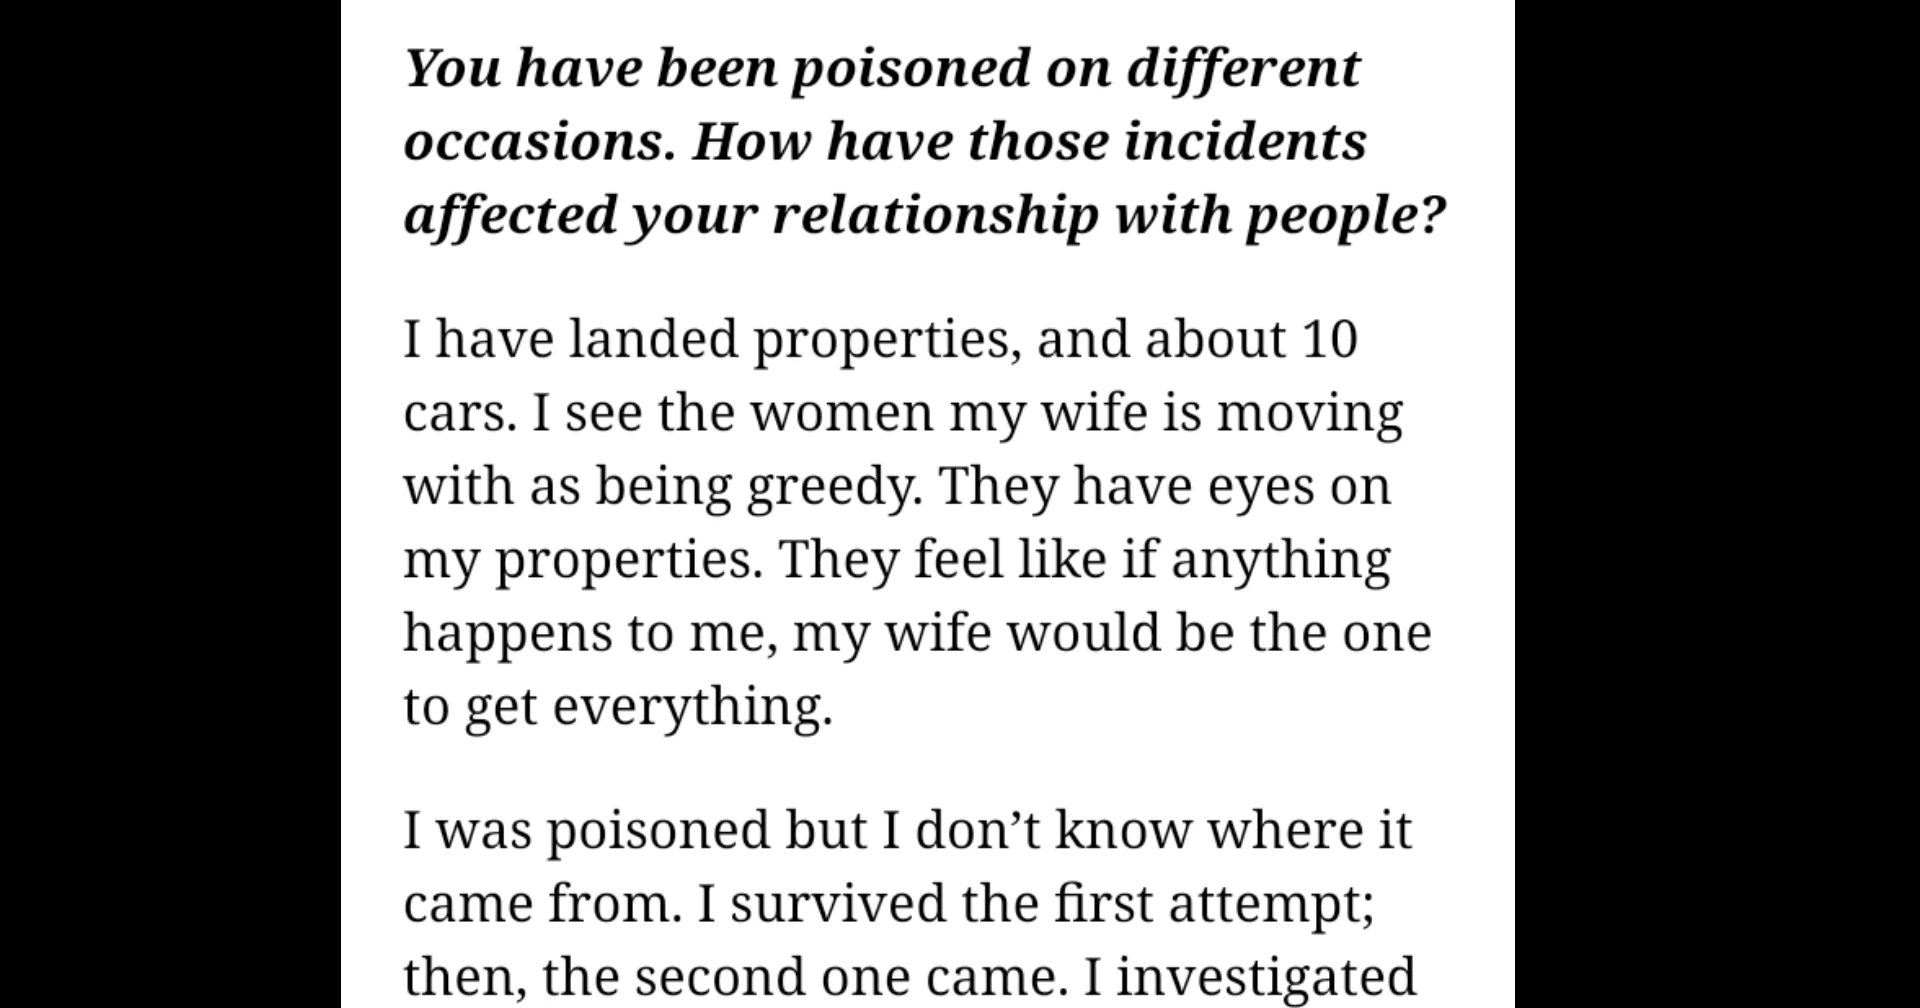 You have been poisoned on different
occasions. How have those incidents
affected your relationship with people?
I have landed properties, and about 10
cars. I see the women my wife is moving
with as being greedy. They have eyes on
my properties. They feel like if anything
happens to me, my wife would be the one
to get everything.
I was poisoned but I don’t know where it
came from. I survived the first attempt;
then, the second one came. I investigated